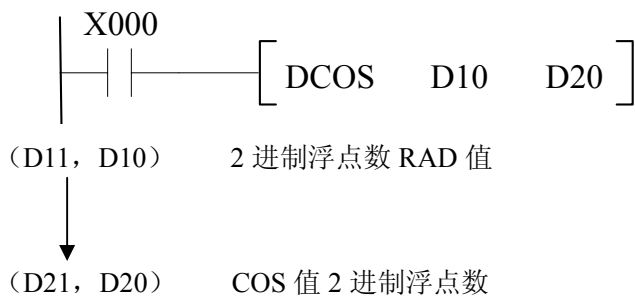 X000
DCOS D10 D20
（D11，D10） 2 进制浮点数 RAD 值
（D21，D20） COS 值 2 进制浮点数